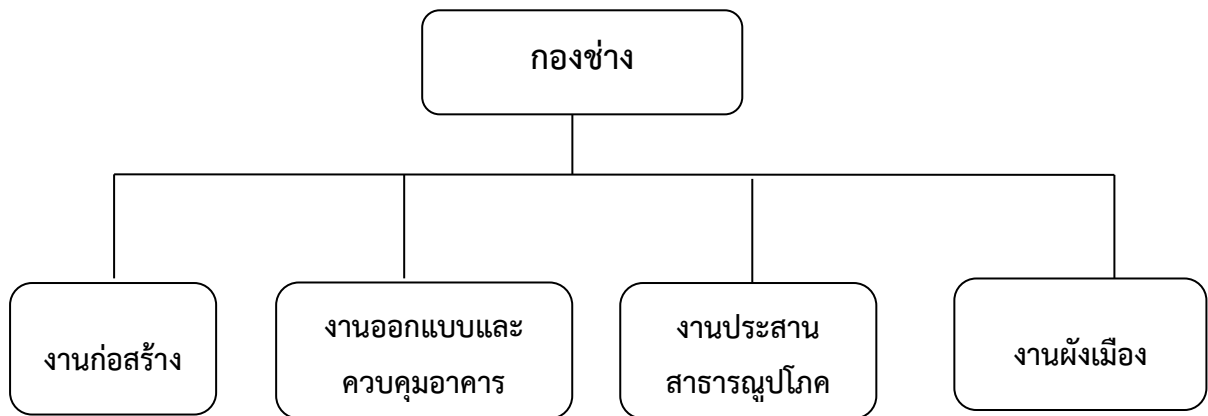 กองช่าง
งานก่อสร้าง
งานออกแบบและ
ควบคุมอาคาร
งานประสาน
สาธารณูปโภค
งานผังเมือง